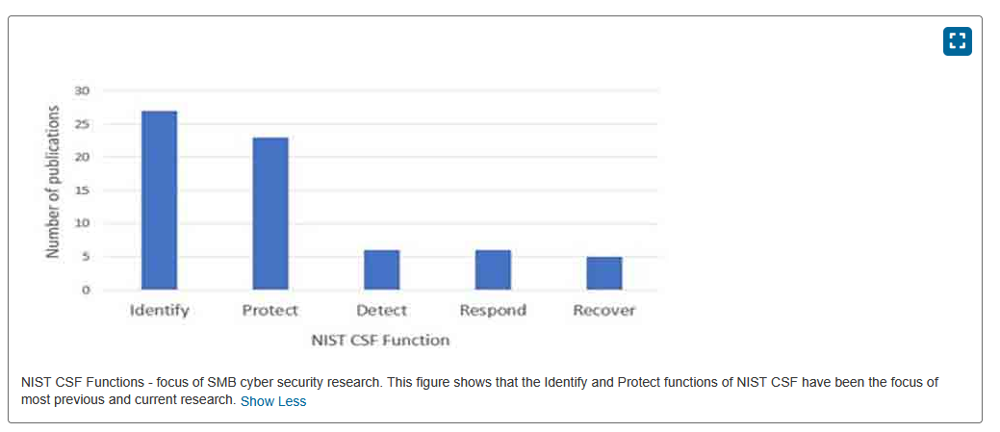 30
25
20
15
10
5
0
Number of publications
Identify Protect Detect Respond Recover
NIST CSF Function
NIST CSF Functions - focus of SMB cyber security research. This figure shows that the Identify and Protect functions of NIST CSF have been the focus of
most previous and current research. Show Less